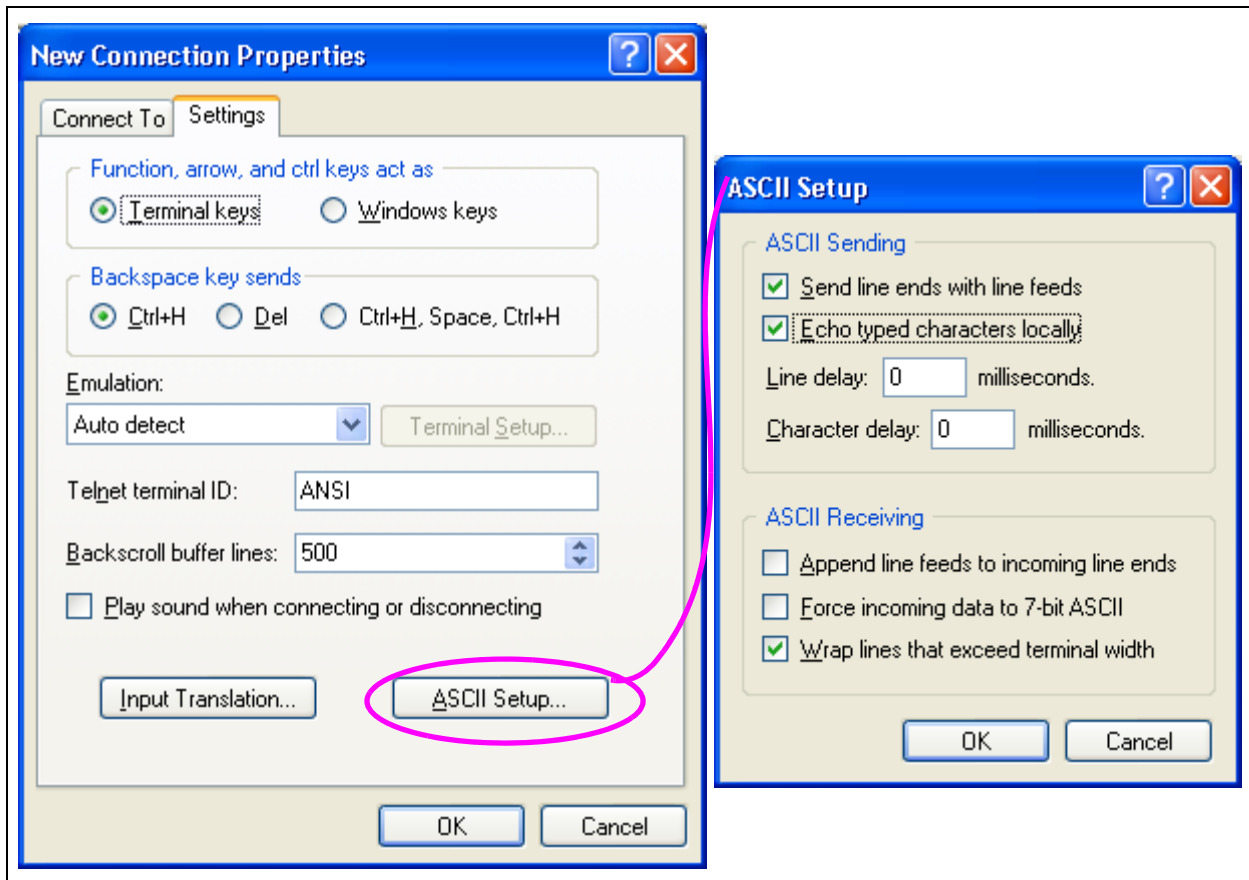 New Connection Properties
Connect To Settings
Function, arrow, and ctrl keys act as
Terminal keys Windows keys
Backspace key sends
Ctrl+H Del Ctrl+H, Space, Ctrl+H
Emulation:
Auto detect Terminal Setup...
Telnet terminal ID: ANSI
Backscroll buffer lines: 500
Play sound when connecting or disconnecting
Input Translation... ASCII Setup...
OK Cancel
ASCII Setup
ASCII Sending
Send line ends with line feeds
Echo typed characters locally
Line delay: 0 milliseconds.
Character delay: 0 milliseconds.
ASCII Receiving
Append line feeds to incoming line ends
Force incoming data to 7-bit ASCII
Wrap lines that exceed terminal width
OK Cancel